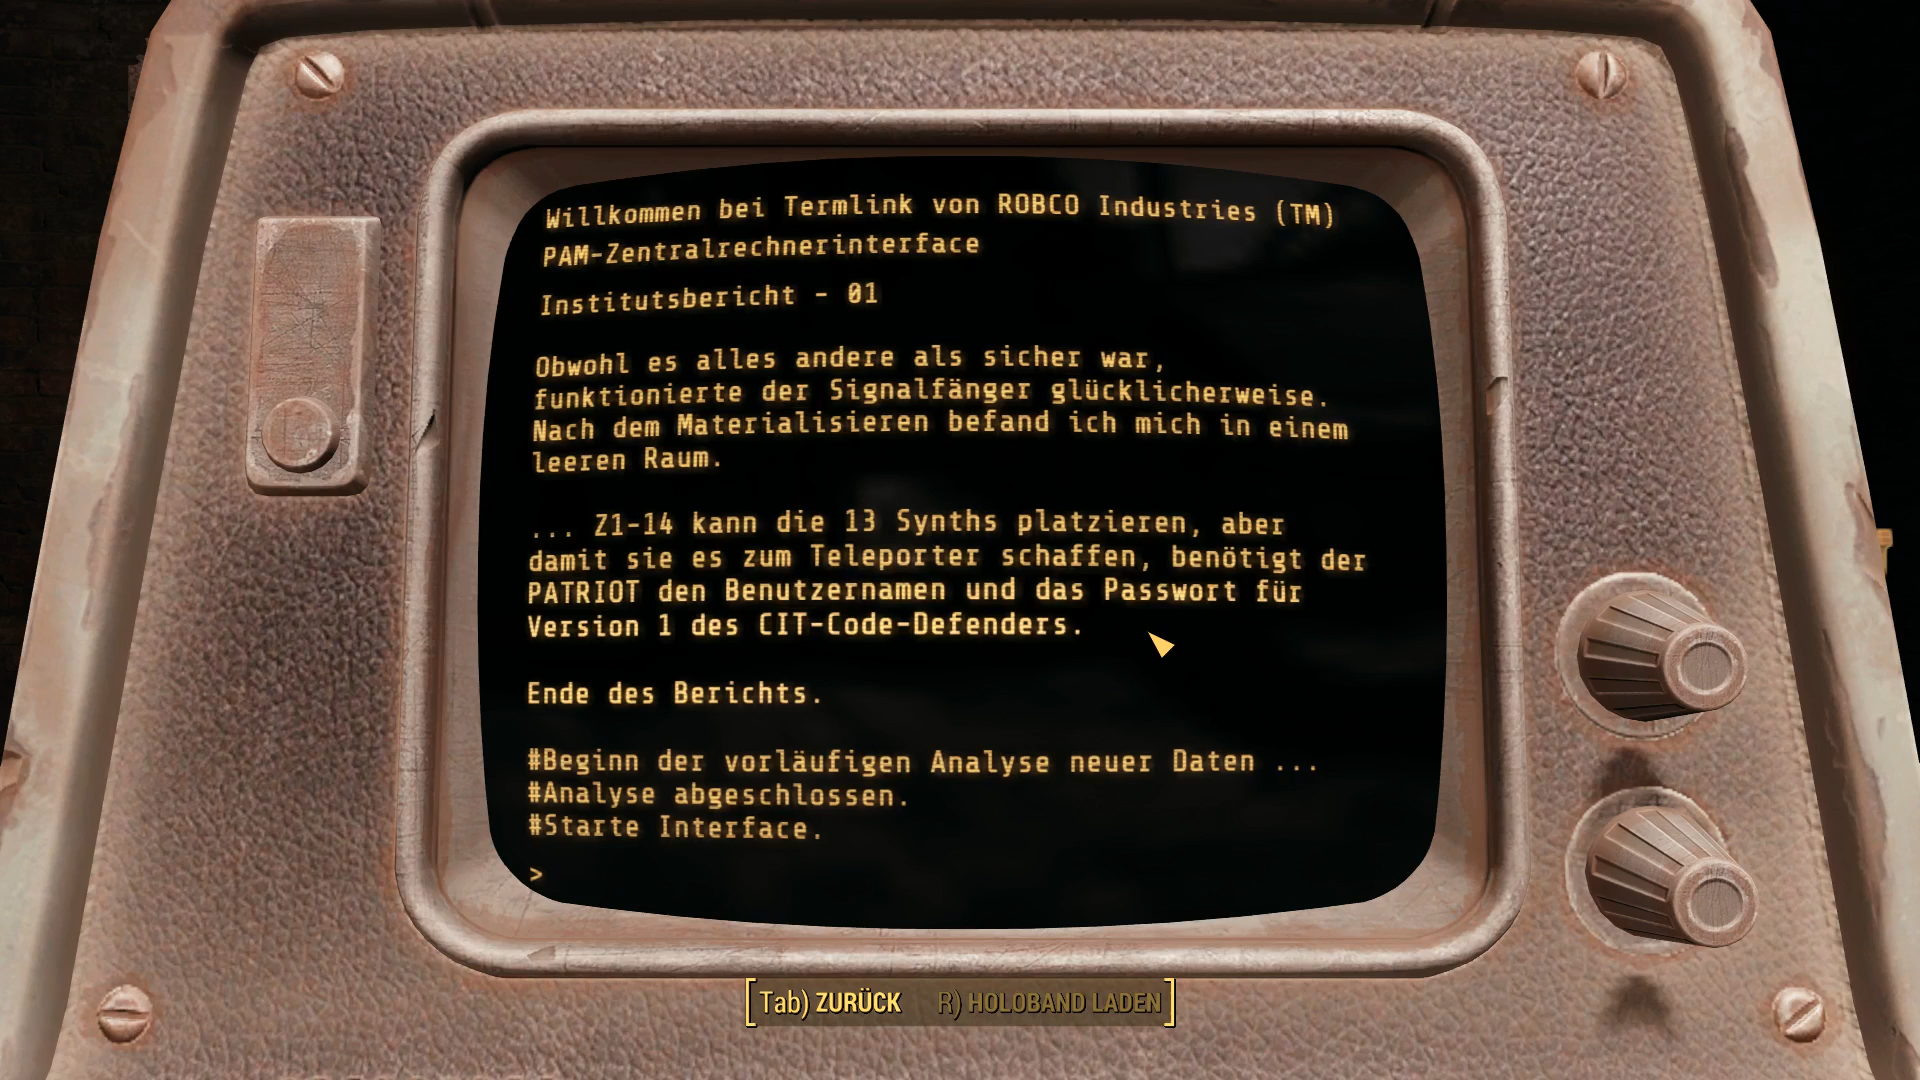 Willkommen bei Termlink von ROBCO Industries (TM)
PAM-Zentralrechnerinterface
Institutsbericht - 01
Obwohl es alles andere als sicher war,
funktionierte der Signalfänger glücklicherweise.
Nach dem Materialisieren befand ich mich in einem
leeren Raum.
... Z1-14 kann die 13 Synths platzieren, aber
damit sie es zum Teleporter schaffen, benötigt der
PATRIOT den Benutzernamen und das Passwort für
Version 1 des CIT-Code-Defenders.
Ende des Berichts.
#Beginn der vorläufigen Analyse neuer Daten ...
#Analyse abgeschlossen.
#Starte Interface.
>
Tab) ZURÜCK R) HOLOBAND LADEN